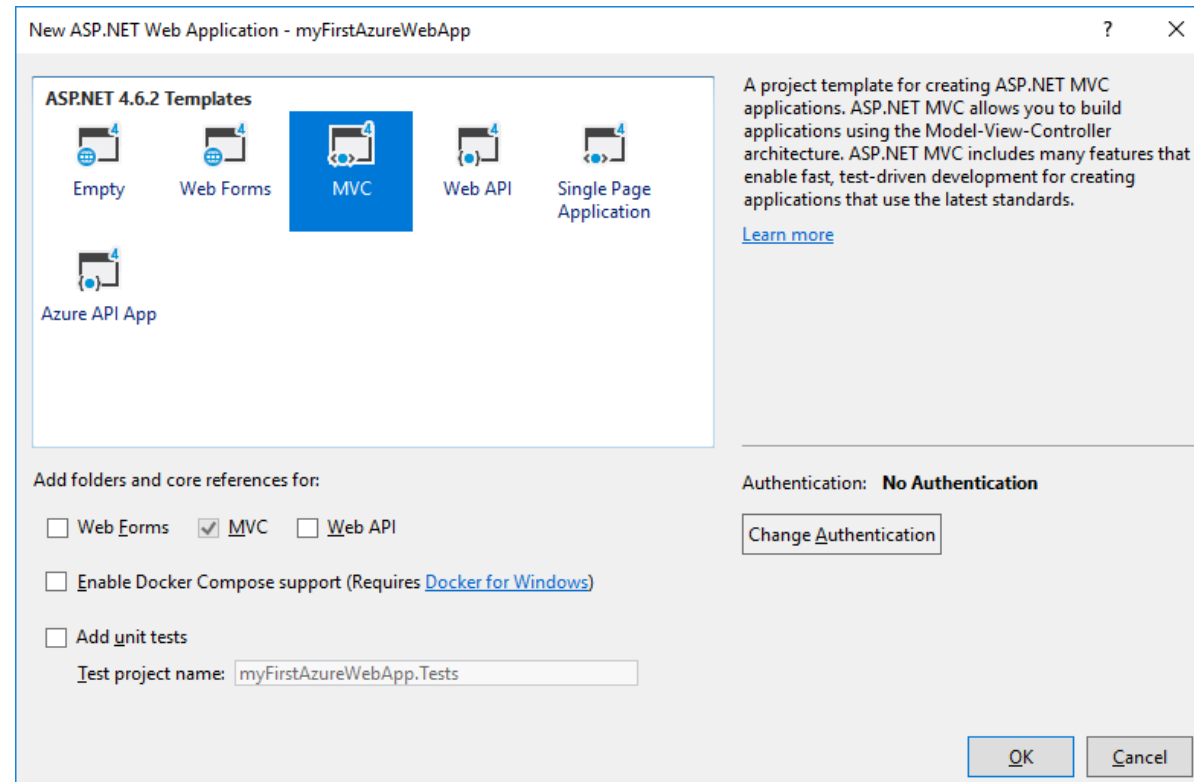 New ASP.NET Web Application - myFirstAzureWebApp
?
ASP.NET 4.6.2 Templates
4
Empty
4
Web Forms
4
MVC
4
Web API
4
Single Page
Application
4
Azure API App
A project template for creating ASP.NET MVC
applications. ASP.NET MVC allows you to build
applications using the Model-View-Controller
architecture. ASP.NET MVC includes many features that
enable fast, test-driven development for creating
applications that use the latest standards.
Learn more
Add folders and core references for:
Web Forms
MVC
Web API
Enable Docker Compose support (Requires Docker for Windows)
Add unit tests
Test project name: myFirstAzureWebApp.Tests
Authentication: No Authentication
Change Authentication
OK
Cancel